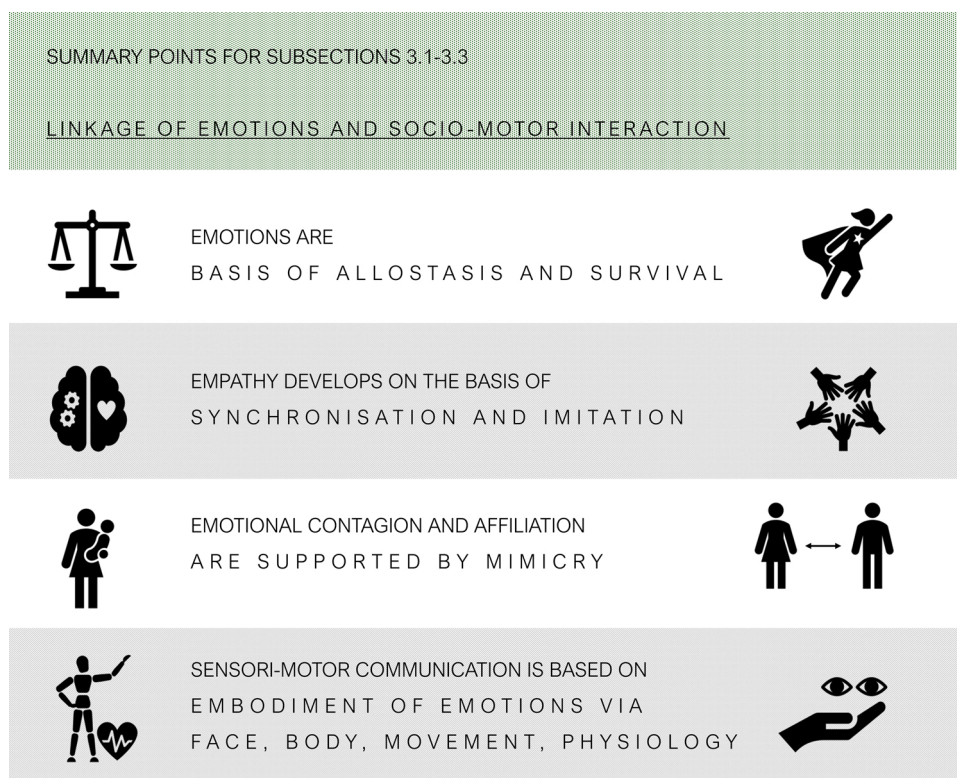 SUMMARY POINTS FOR SUBSECTIONS 3.1-3.3
LINKAGE OF EMOTIONS AND SOCIO-MOTOR INTERACTION
EMOTIONS ARE
BASIS OF ALLOSTASIS AND SURVIVAL
EMPATHY DEVELOPS ON THE BASIS OF
SYNCHRONISATION AND IMITATION
EMOTIONAL CONTAGION AND AFFILIATION
ARE SUPPORTED BY MIMICRY
SENSORI-MOTOR COMMUNICATION IS BASED ON
EMBODIMENT OF EMOTIONS VIA
FACE, BODY, MOVEMENT, PHYSIOLOGY